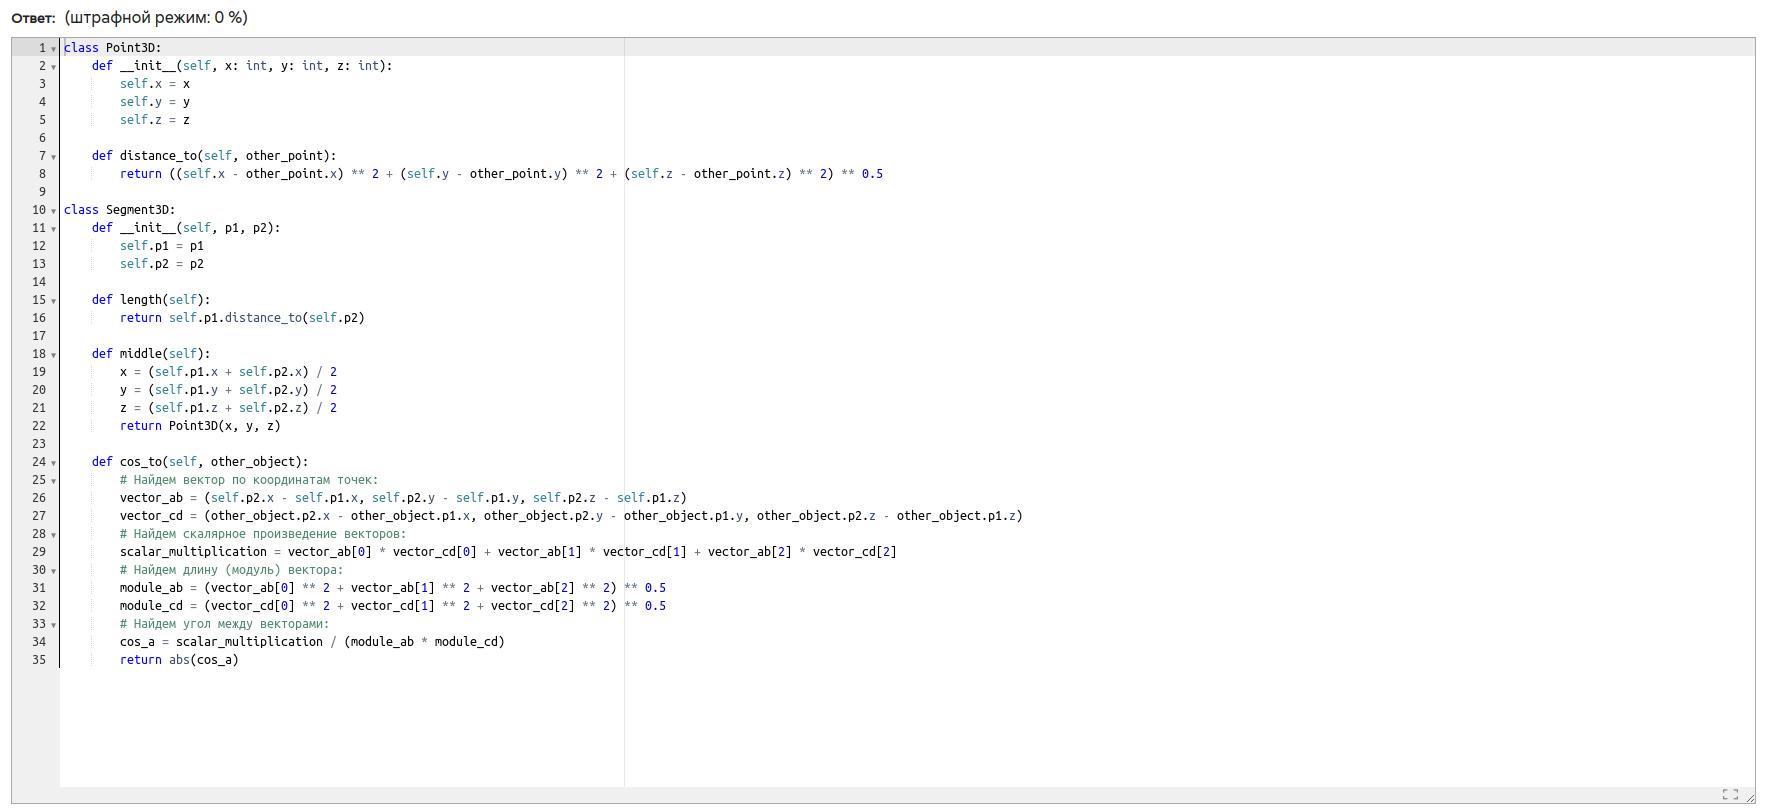 Ответ: (штрафной режим: 0 %)
1 class Point3D:
2     def __init__(self, x: int, y: int, z: int):
3         self.x = x
4         self.y = y
5         self.z = z
6
7     def distance_to(self, other_point):
8         return ((self.x - other_point.x) ** 2 + (self.y - other_point.y) ** 2 + (self.z - other_point.z) ** 2) ** 0.5
9
10 class Segment3D:
11     def __init__(self, p1, p2):
12         self.p1 = p1
13         self.p2 = p2
14
15     def length(self):
16         return self.p1.distance_to(self.p2)
17
18     def middle(self):
19         x = (self.p1.x + self.p2.x) / 2
20         y = (self.p1.y + self.p2.y) / 2
21         z = (self.p1.z + self.p2.z) / 2
22         return Point3D(x, y, z)
23
24     def cos_to(self, other_object):
25         # Найдем вектор по координатам точек:
26         vector_ab = (self.p2.x - self.p1.x, self.p2.y - self.p1.y, self.p2.z - self.p1.z)
27         vector_cd = (other_object.p2.x - other_object.p1.x, other_object.p2.y - other_object.p1.y, other_object.p2.z - other_object.p1.z)
28         # Найдем скалярное произведение векторов:
29         scalar_multiplication = vector_ab[0] * vector_cd[0] + vector_ab[1] * vector_cd[1] + vector_ab[2] * vector_cd[2]
30         # Найдем длину (модуль) вектора:
31         module_ab = (vector_ab[0] ** 2 + vector_ab[1] ** 2 + vector_ab[2] ** 2) ** 0.5
32         module_cd = (vector_cd[0] ** 2 + vector_cd[1] ** 2 + vector_cd[2] ** 2) ** 0.5
33         # Найдем угол между векторами:
34         cos_a = scalar_multiplication / (module_ab * module_cd)
35         return abs(cos_a)